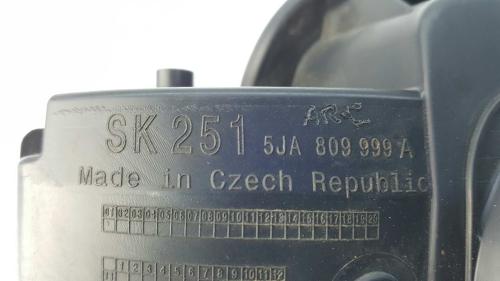 ARC
SK 251 5JA 809 999 A
Made in Czech Republic
01 02 03 04 05 06 07 08 09 10 11 12 13 14 15 16 17 18 19 20
1 2 3 4 5 6 7 8 9 10 11 12